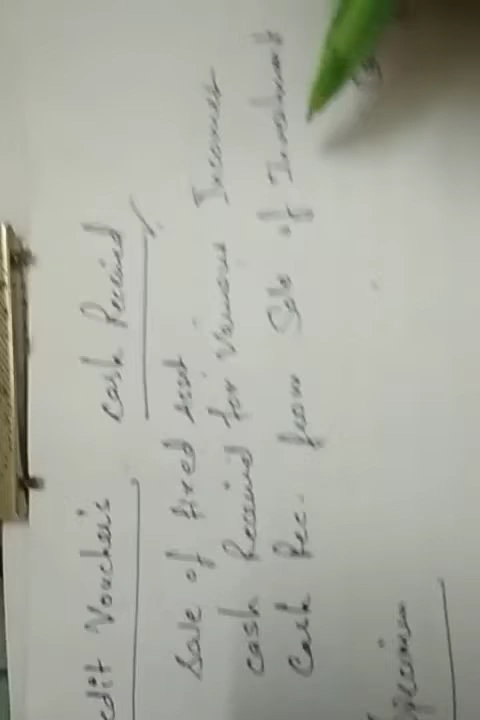 edit Vouchers Cash Received
Sale of fixed asset
Cash Received for Various Incomes
Cash Rec. from Sale of Investment
pecimen